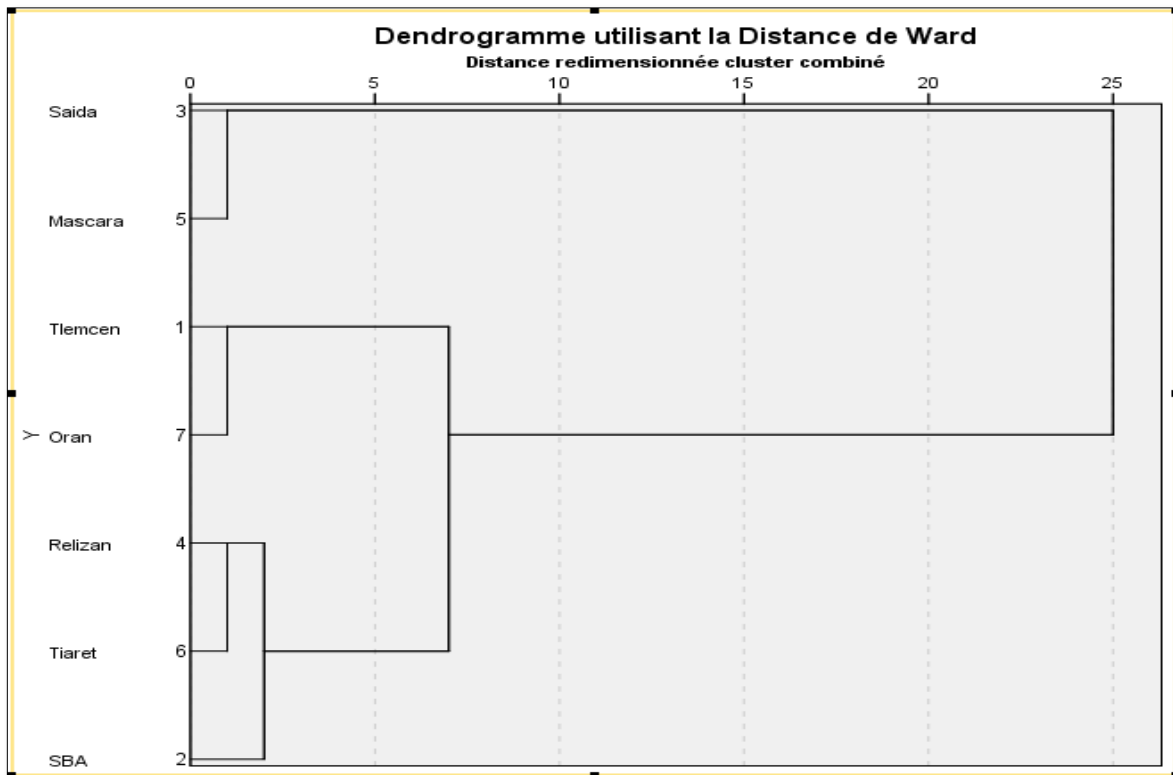 Dendrogramme utilisant la Distance de Ward
Distance redimensionnée cluster combiné
0 5 10 15 20 25
Saida 3
Mascara 5
Tlemcen 1
Y Oran 7
Relizan 4
Tiaret 6
SBA 2